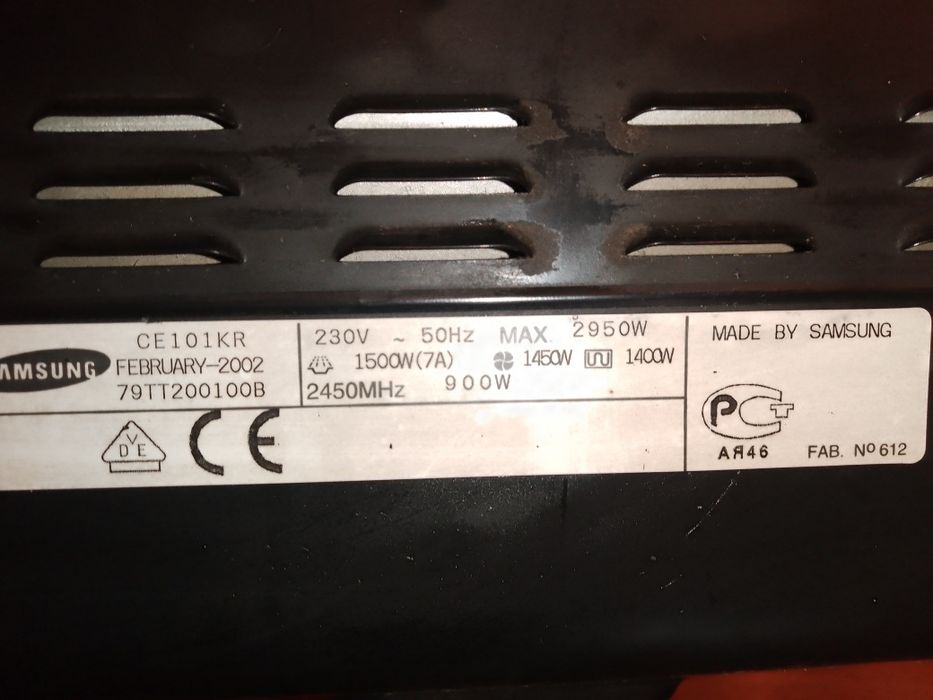 SAMSUNG
CE101KR
FEBRUARY-2002
79TT200100B
230V ~ 50Hz MAX. 2950W
1500W(7A) 1450W 1400W
2450MHz 900W
VDE
CE
MADE BY SAMSUNG
РСТ
АЯ46
FAB. Nº 612